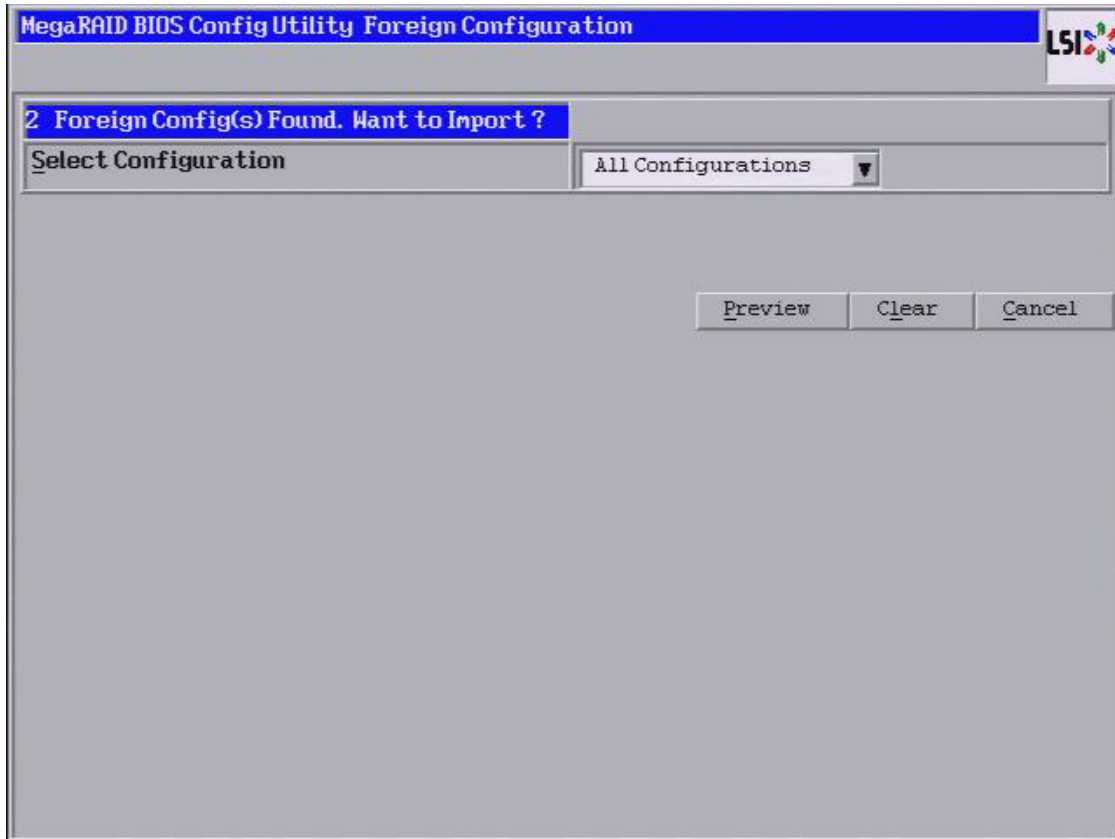 MegaRAID BIOS Config Utility Foreign Configuration
LSI
2 Foreign Config(s) Found. Want to Import ?
Select Configuration
All Configurations
Preview
Clear
Cancel